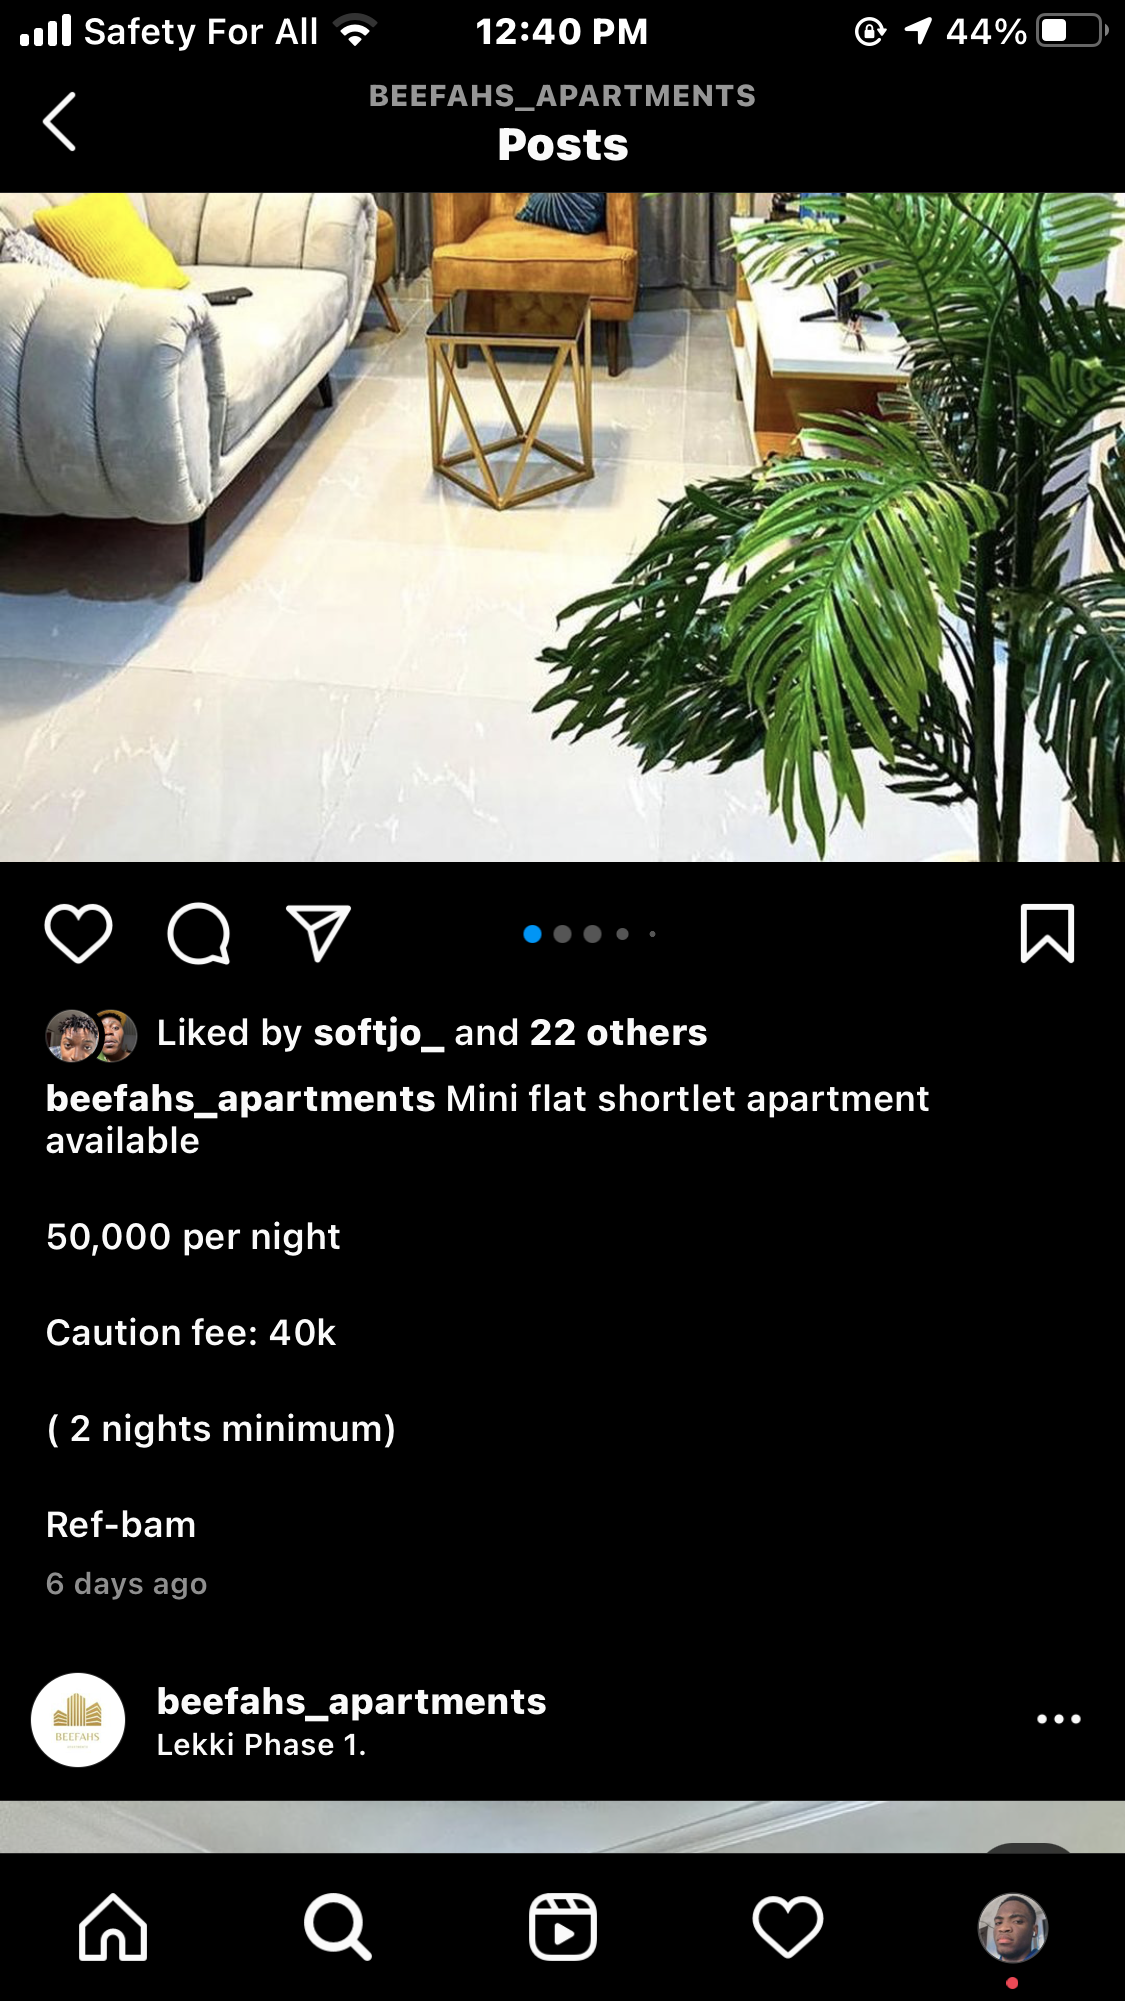 Safety For All 12:40 PM 44%
BEEFAHS_APARTMENTS
Posts
Liked by softjo_ and 22 others
beefahs_apartments Mini flat shortlet apartment
available
50,000 per night
Caution fee: 40k
( 2 nights minimum)
Ref-bam
6 days ago
beefahs_apartments
BEEFAHS
Lekki Phase 1.